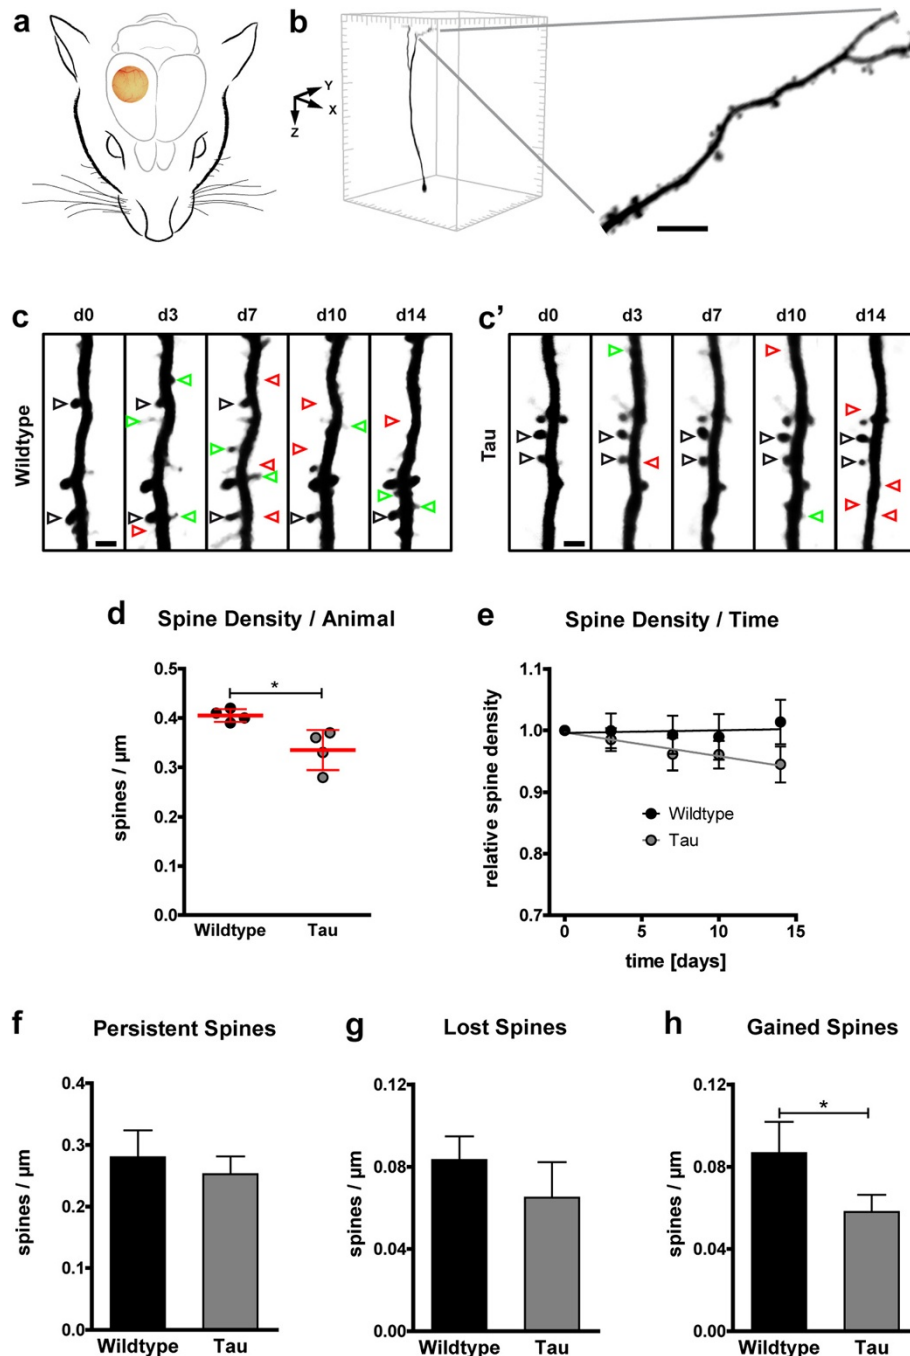 a
b
Y
X
Z
c
d0 d3 d7 d10 d14
Wildtype
c'
d0 d3 d7 d10 d14
Tau
d Spine Density / Animal
spines / µm
0.5
0.4
0.3
0.2
0.1
0.0
*
Wildtype Tau
e Spine Density / Time
relative spine density
1.1
1.0
0.9
0.8
0.7
Wildtype
Tau
0 5 10 15
time [days]
f Persistent Spines
spines / µm
0.4
0.3
0.2
0.1
0.0
Wildtype Tau
g Lost Spines
spines / µm
0.12
0.08
0.04
0.00
Wildtype Tau
h Gained Spines
spines / µm
0.12
0.08
0.04
0.00
*
Wildtype Tau